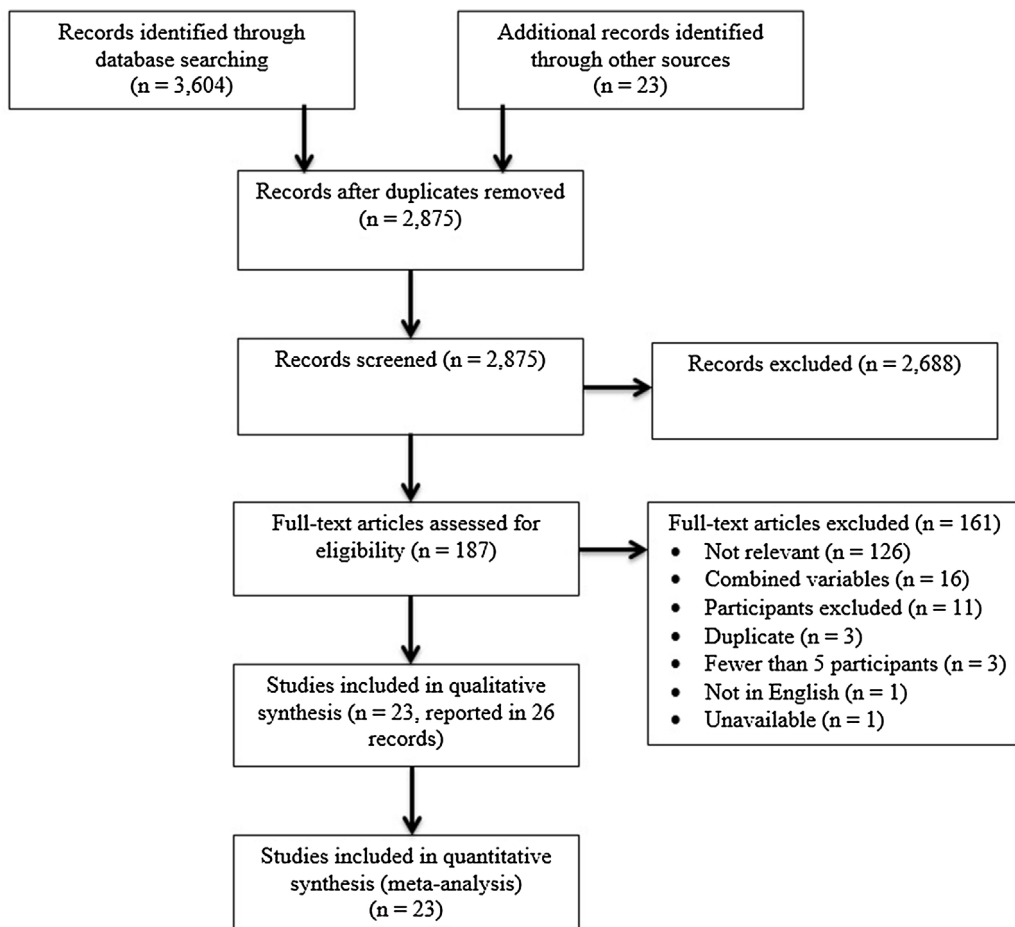 Records identified through
database searching
(n = 3,604)
Additional records identified
through other sources
(n = 23)
Records after duplicates removed
(n = 2,875)
Records screened (n = 2,875)
Records excluded (n = 2,688)
Full-text articles assessed for
eligibility (n = 187)
Full-text articles excluded (n = 161)
• Not relevant (n = 126)
• Combined variables (n = 16)
• Participants excluded (n = 11)
• Duplicate (n = 3)
• Fewer than 5 participants (n = 3)
• Not in English (n = 1)
• Unavailable (n = 1)
Studies included in qualitative
synthesis (n = 23, reported in 26
records)
Studies included in quantitative
synthesis (meta-analysis)
(n = 23)